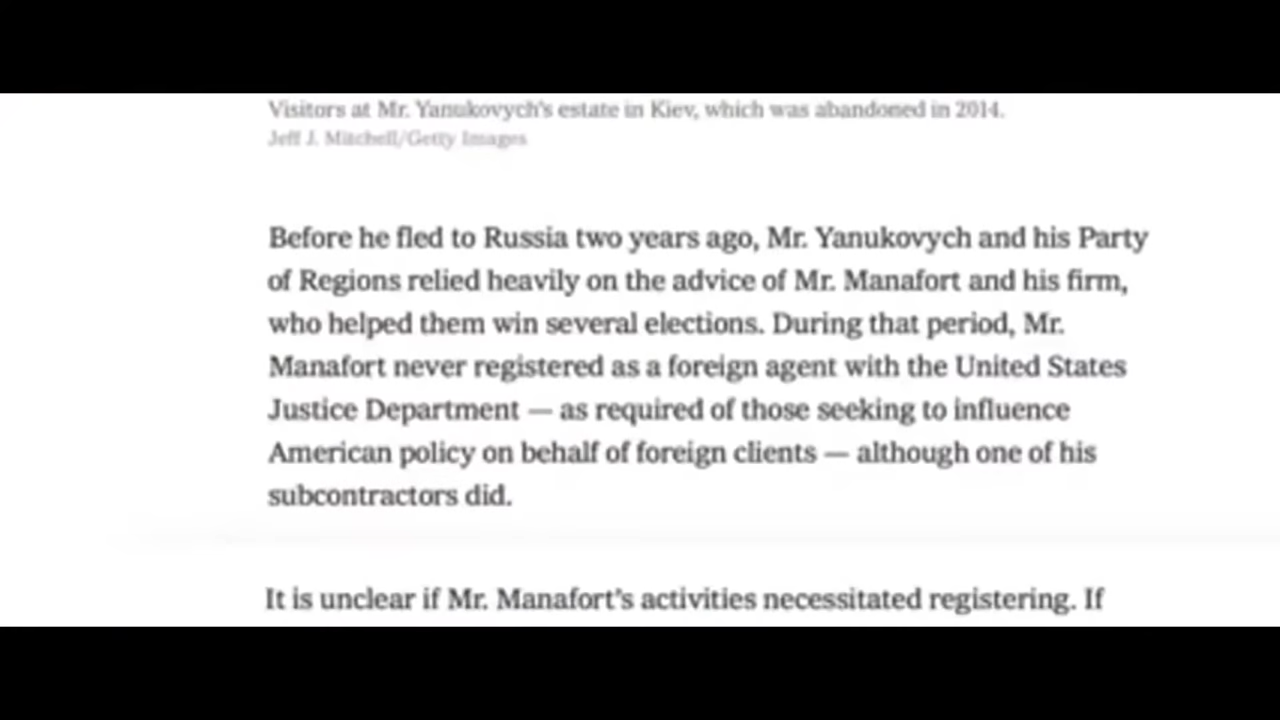 Visitors at Mr. Yanukovych's estate in Kiev, which was abandoned in 2014.
Jeff J. Mitchell/Getty Images
Before he fled to Russia two years ago, Mr. Yanukovych and his Party
of Regions relied heavily on the advice of Mr. Manafort and his firm,
who helped them win several elections. During that period, Mr.
Manafort never registered as a foreign agent with the United States
Justice Department — as required of those seeking to influence
American policy on behalf of foreign clients — although one of his
subcontractors did.
It is unclear if Mr. Manafort's activities necessitated registering. If